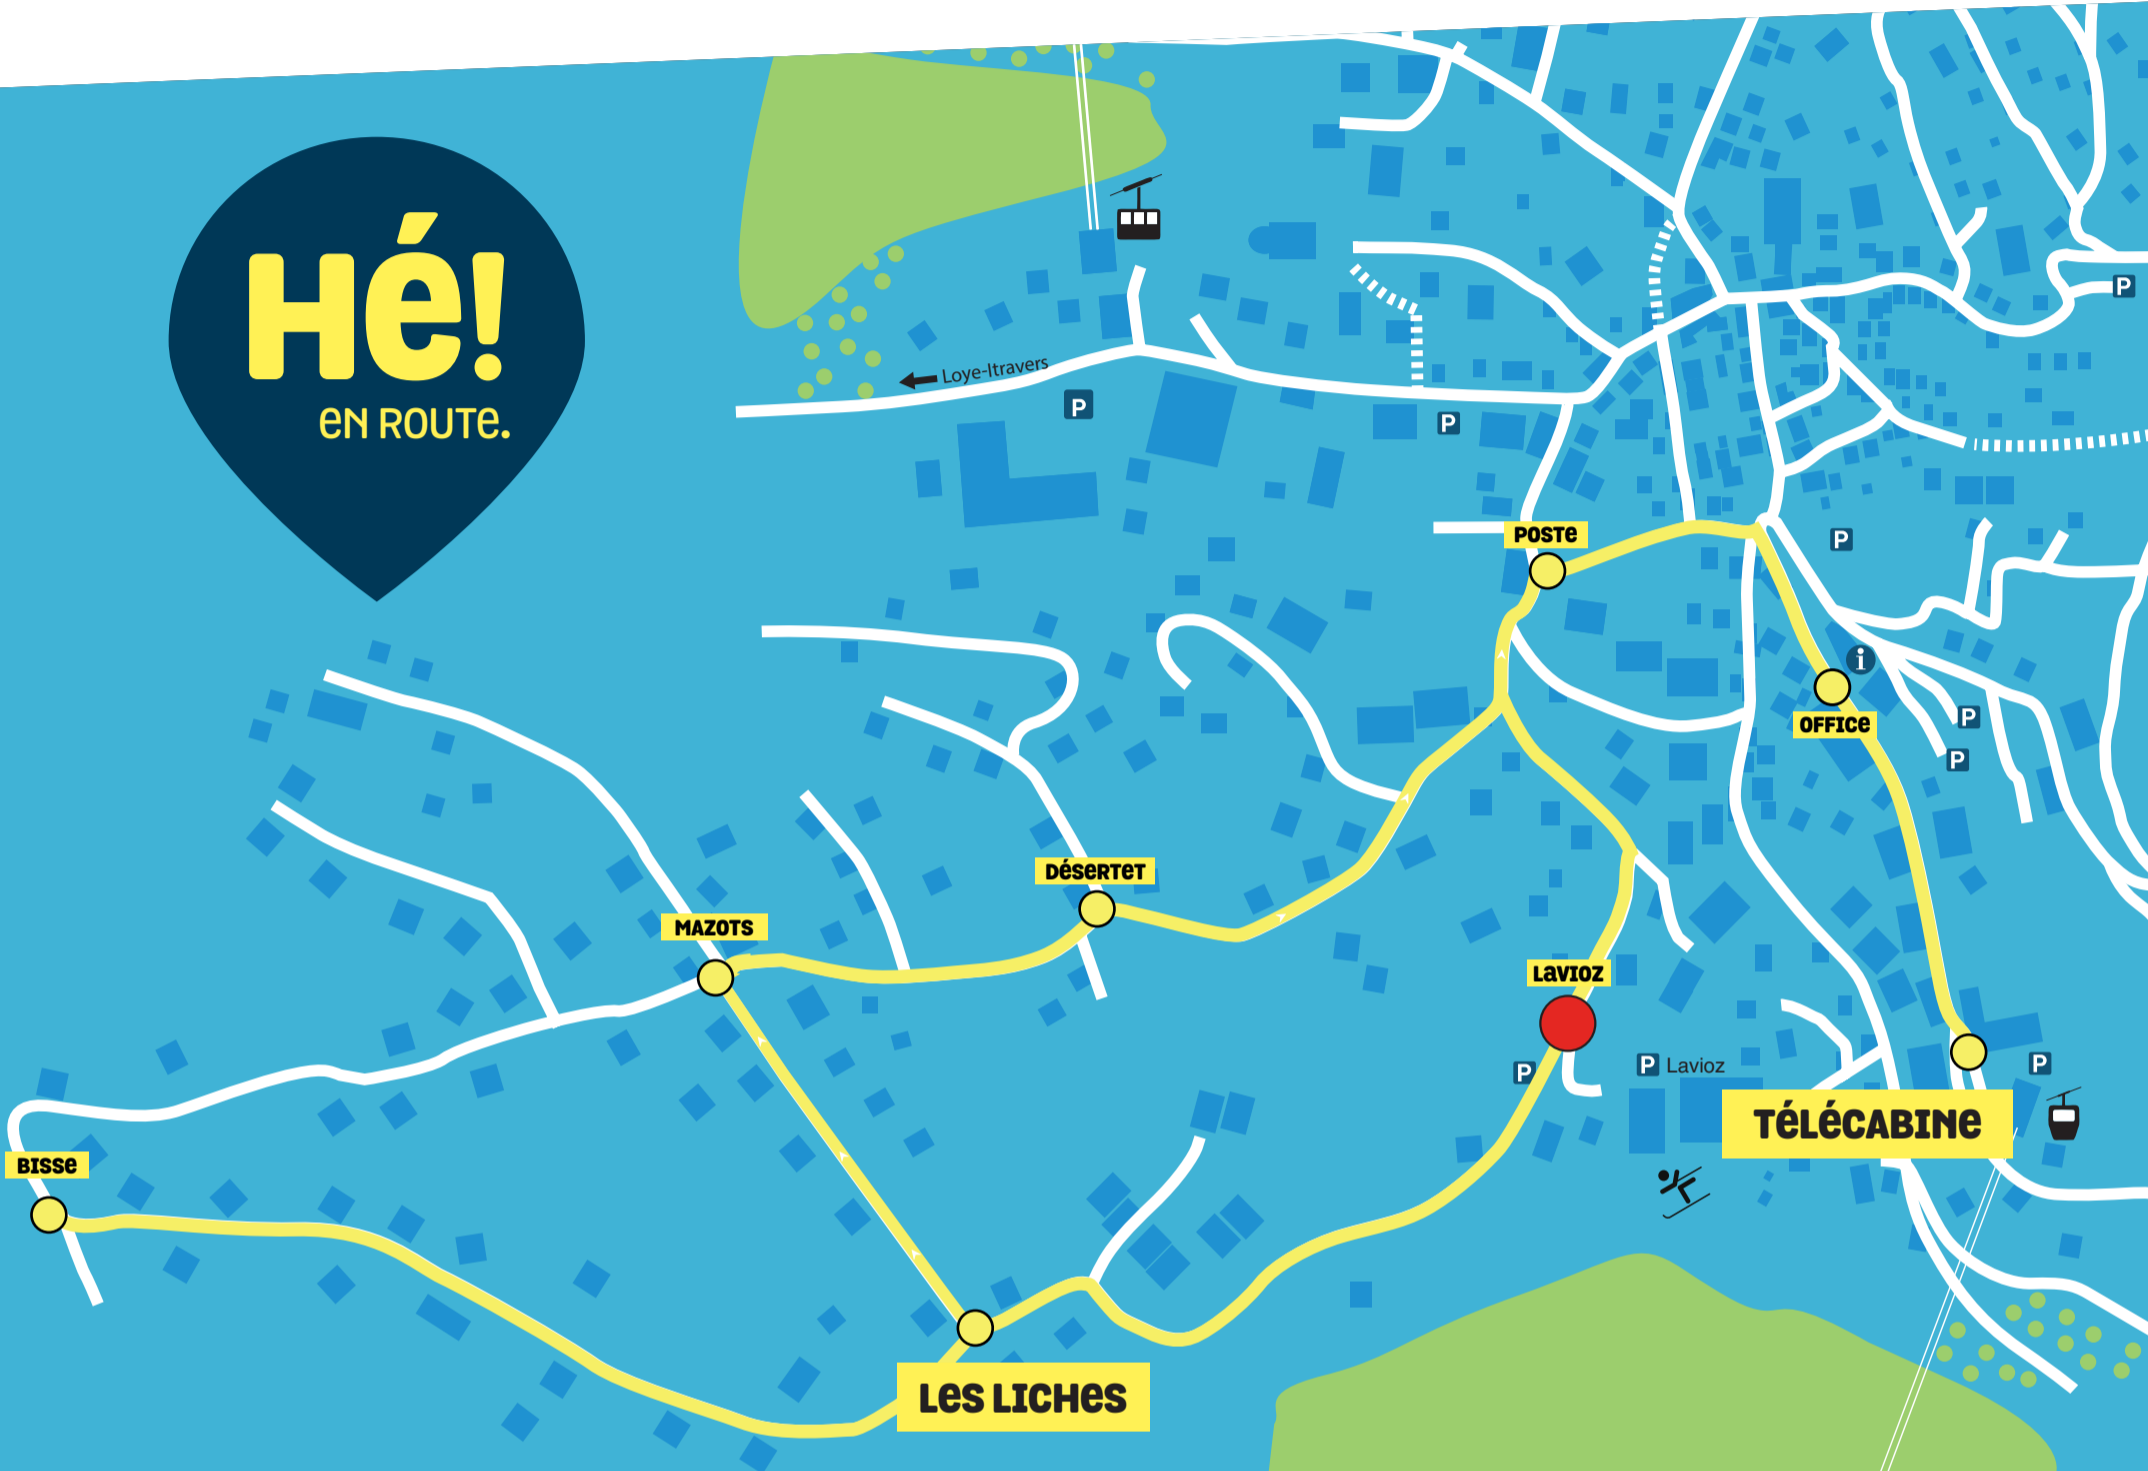 Hé!
en route.
Loye-Itravers
P
P
P
POSTE
P
i
OFFICE
P
P
DÉSERTET
MAZOTS
LAVIOZ
P
P Lavioz
P
TÉLÉCABINE
BISSE
LES LICHES